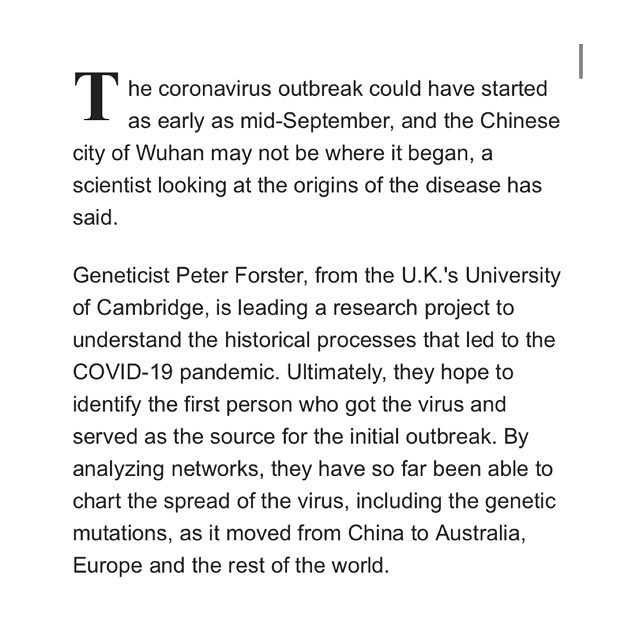 The coronavirus outbreak could have started
as early as mid-September, and the Chinese
city of Wuhan may not be where it began, a
scientist looking at the origins of the disease has
said.
Geneticist Peter Forster, from the U.K.'s University
of Cambridge, is leading a research project to
understand the historical processes that led to the
COVID-19 pandemic. Ultimately, they hope to
identify the first person who got the virus and
served as the source for the initial outbreak. By
analyzing networks, they have so far been able to
chart the spread of the virus, including the genetic
mutations, as it moved from China to Australia,
Europe and the rest of the world.